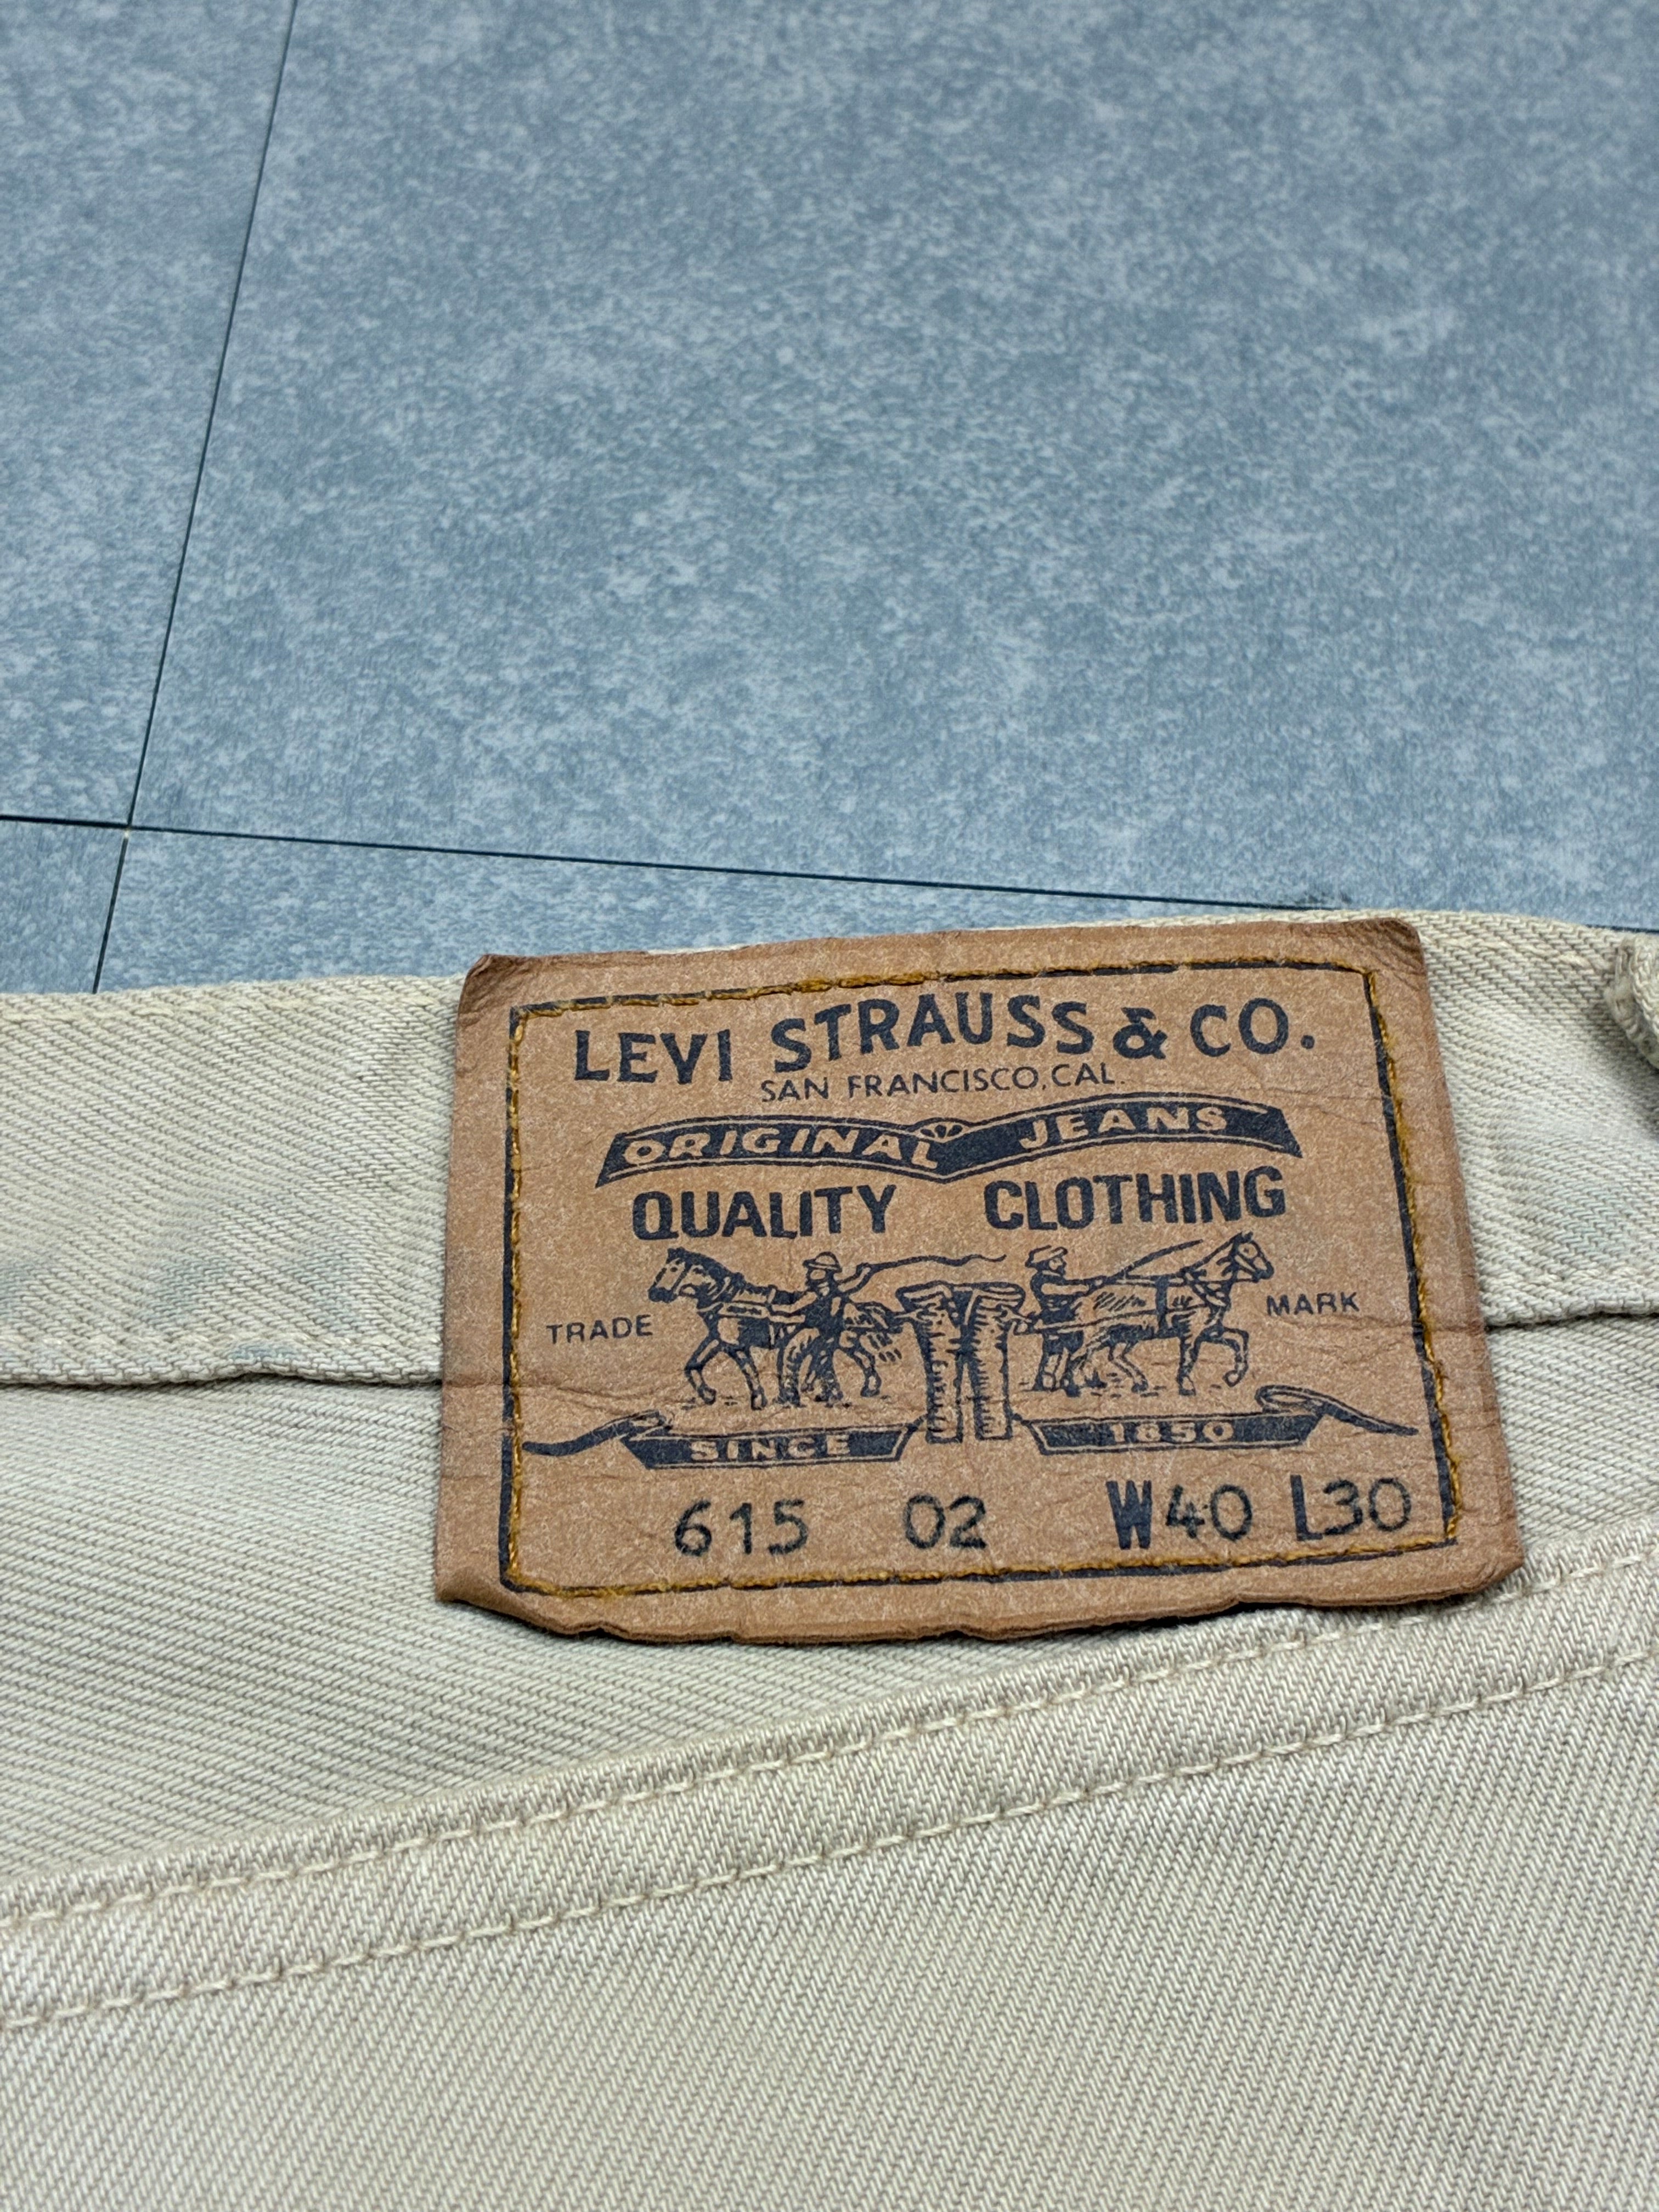 LEVI STRAUSS & CO.
SAN FRANCISCO, CAL.
ORIGINAL JEANS
QUALITY CLOTHING
TRADE MARK
SINCE 1850
615 02 W40 L30